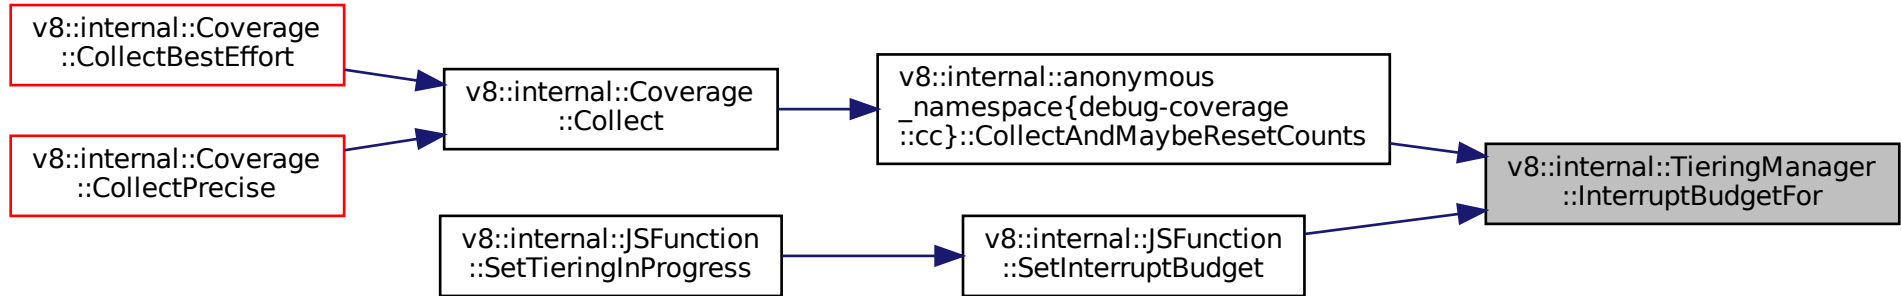 v8::internal::Coverage
::CollectBestEffort
v8::internal::Coverage
::CollectPrecise
v8::internal::Coverage
::Collect
v8::internal::anonymous
_namespace{debug-coverage
::cc}::CollectAndMaybeResetCounts
v8::internal::TieringManager
::InterruptBudgetFor
v8::internal::JSFunction
::SetTieringInProgress
v8::internal::JSFunction
::SetInterruptBudget